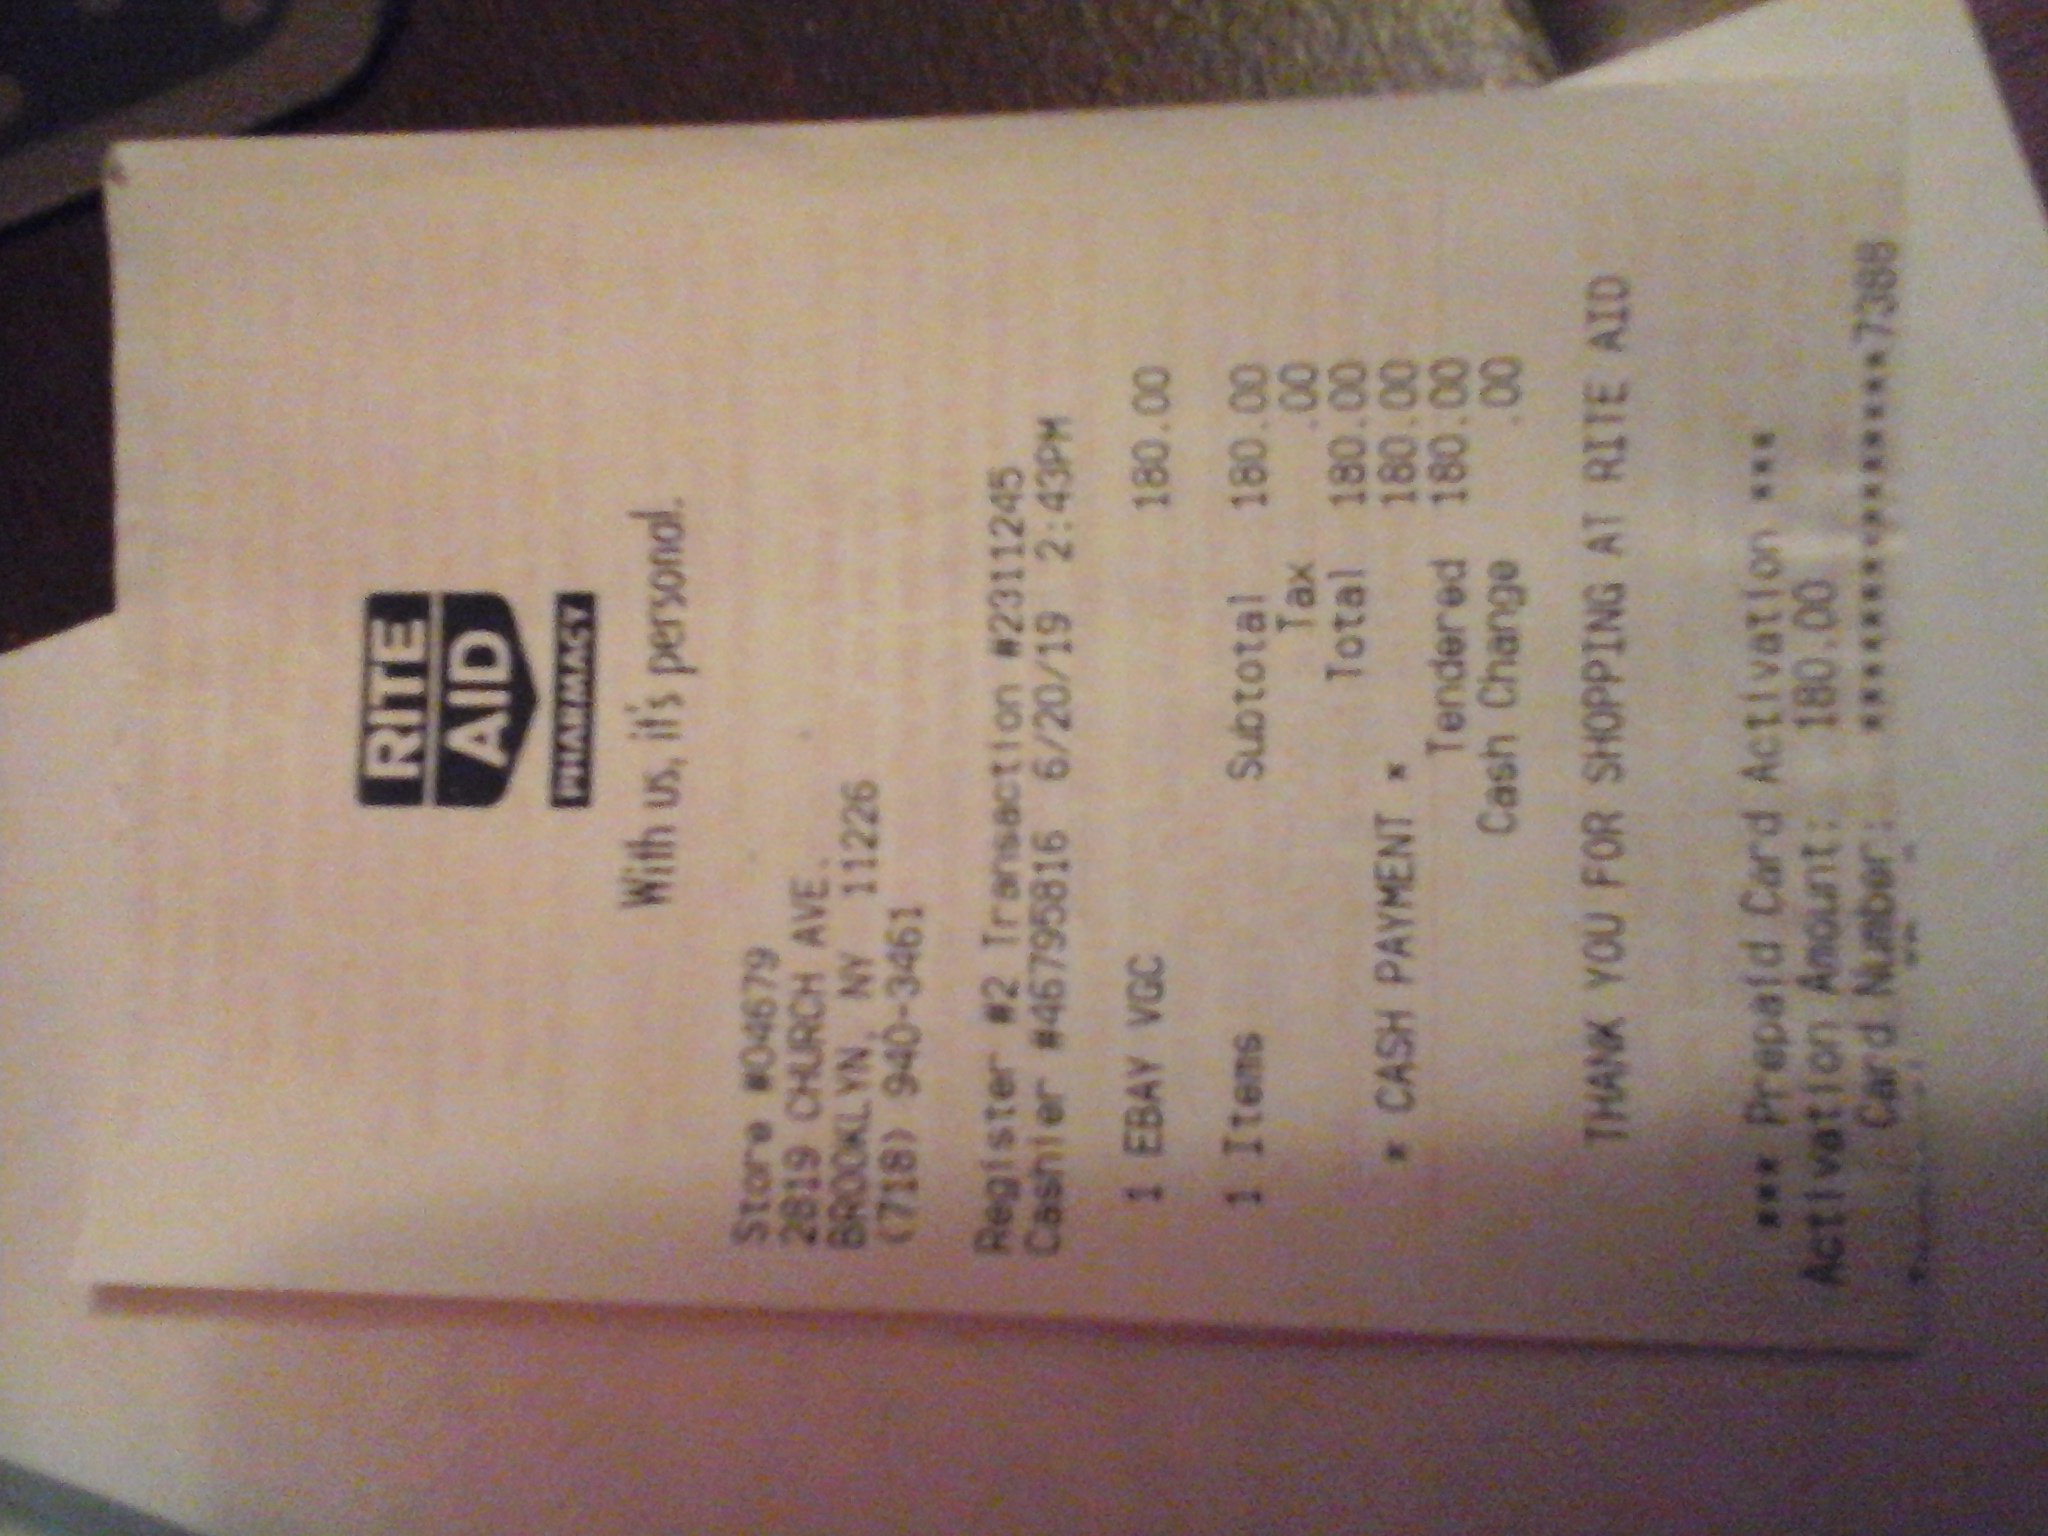 RITE
AID
PHARMACY
With us, it's personal.
Store #04679
2819 CHURCH AVE.
BROOKLYN, NY 11226
(718) 940-3461
Register #2 Transaction #2311245
Cashier #46795816 6/20/19 2:43PM
1 EBAY VGC 180.00
1 Items Subtotal 180.00
Tax .00
Total 180.00
* CASH PAYMENT * 180.00
Tendered 180.00
Cash Change .00
THANK YOU FOR SHOPPING AT RITE AID
*** Prepaid Card Activation ***
Activation Amount: 180.00
Card Number: ***************7388